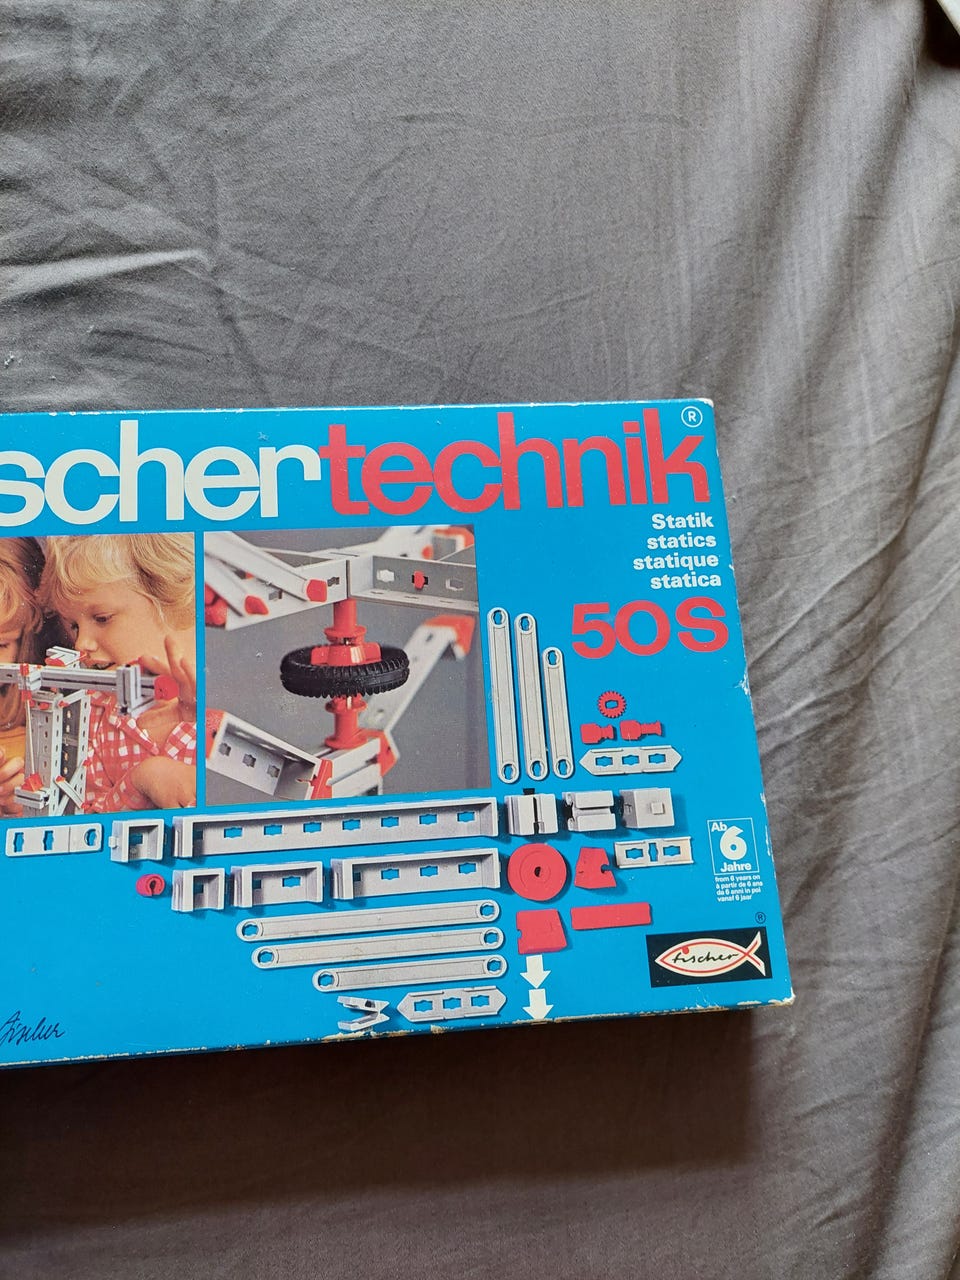 schertechnik®
Statik
statics
statique
statica
50S
Ab
6
Jahre
from 6 years on
à partir de 6 ans
da 6 anni in poi
vanaf 6 jaar
®
fischer
Fischer